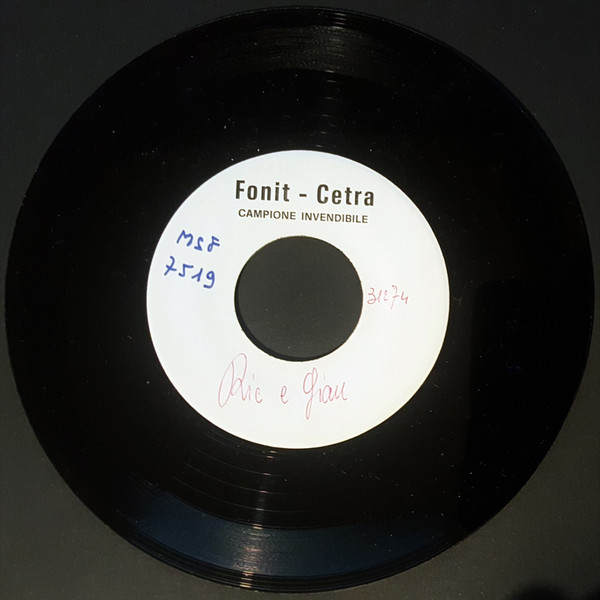 Fonit - Cetra
CAMPIONE INVENDIBILE
MSF
7519
31274
Ric e Gian